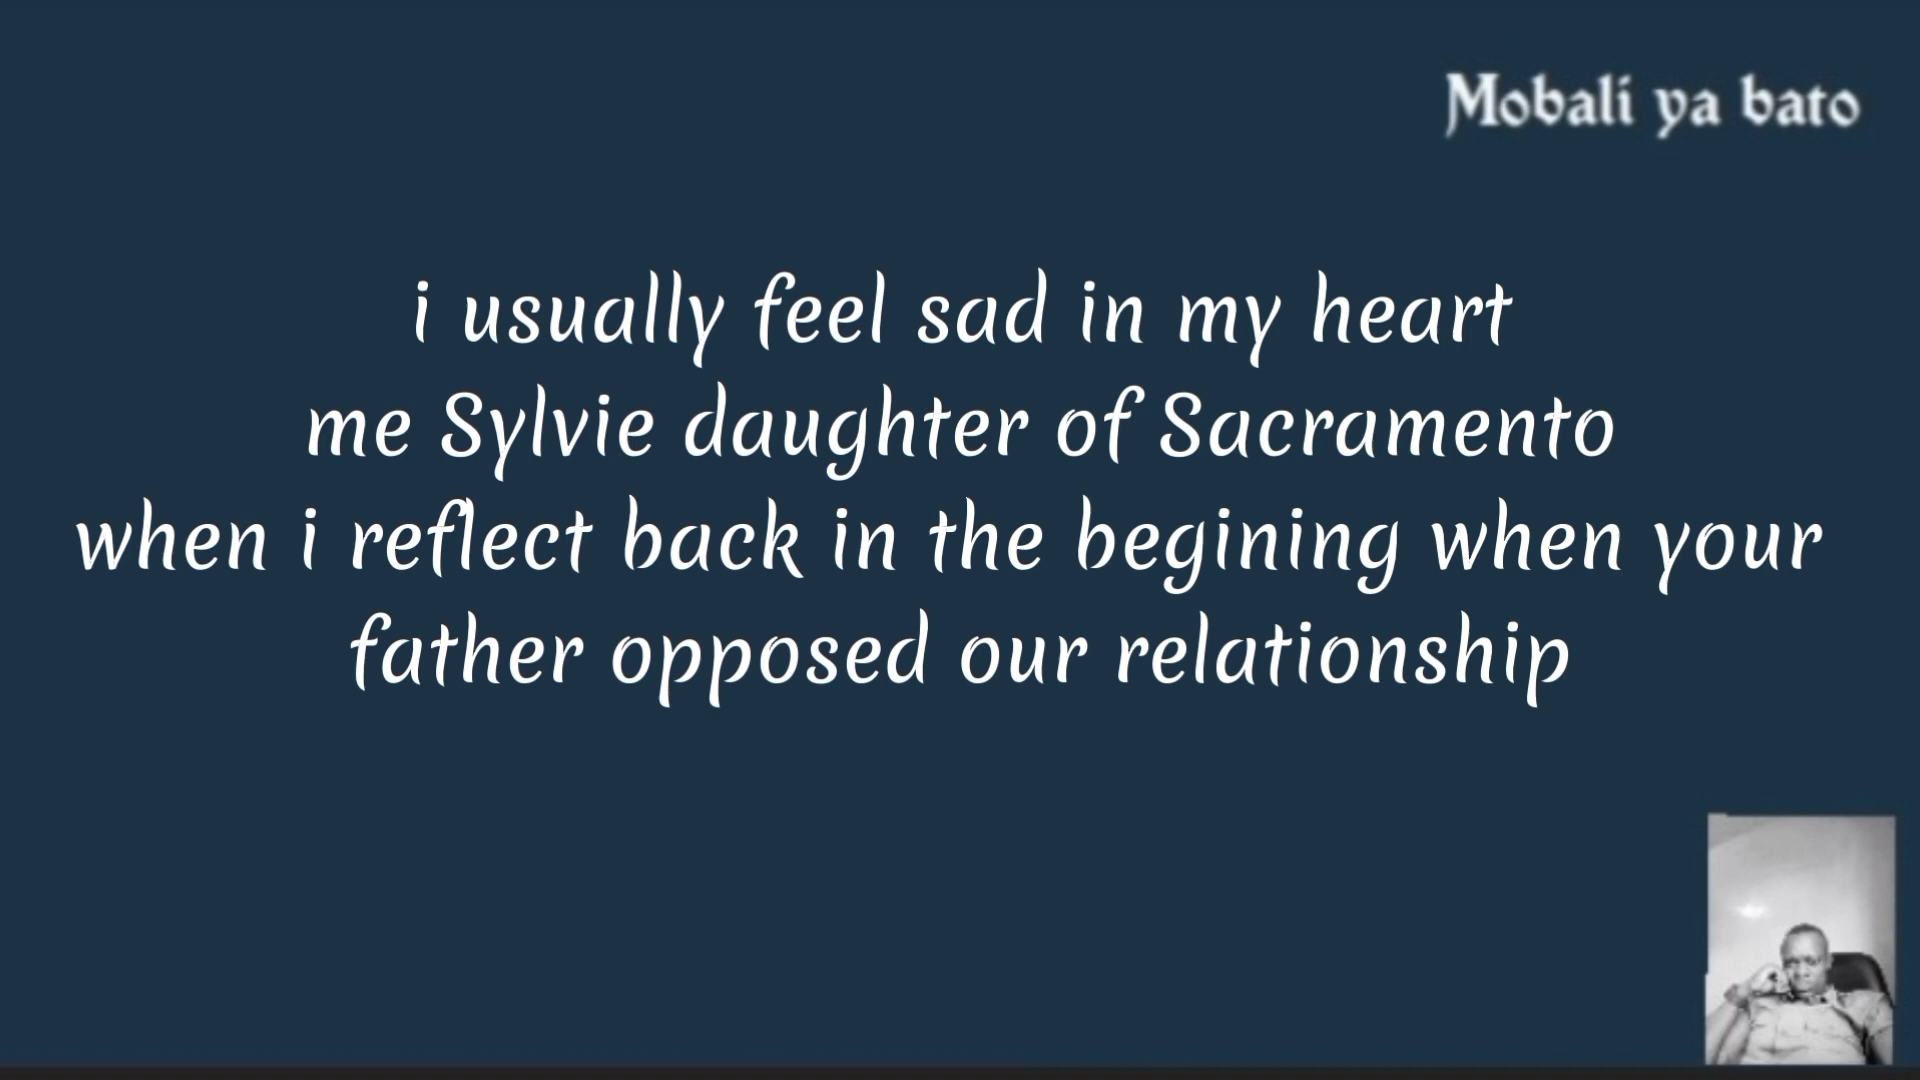 Mobali ya bato
i usually feel sad in my heart
me Sylvie daughter of Sacramento
when i reflect back in the begining when your
father opposed our relationship